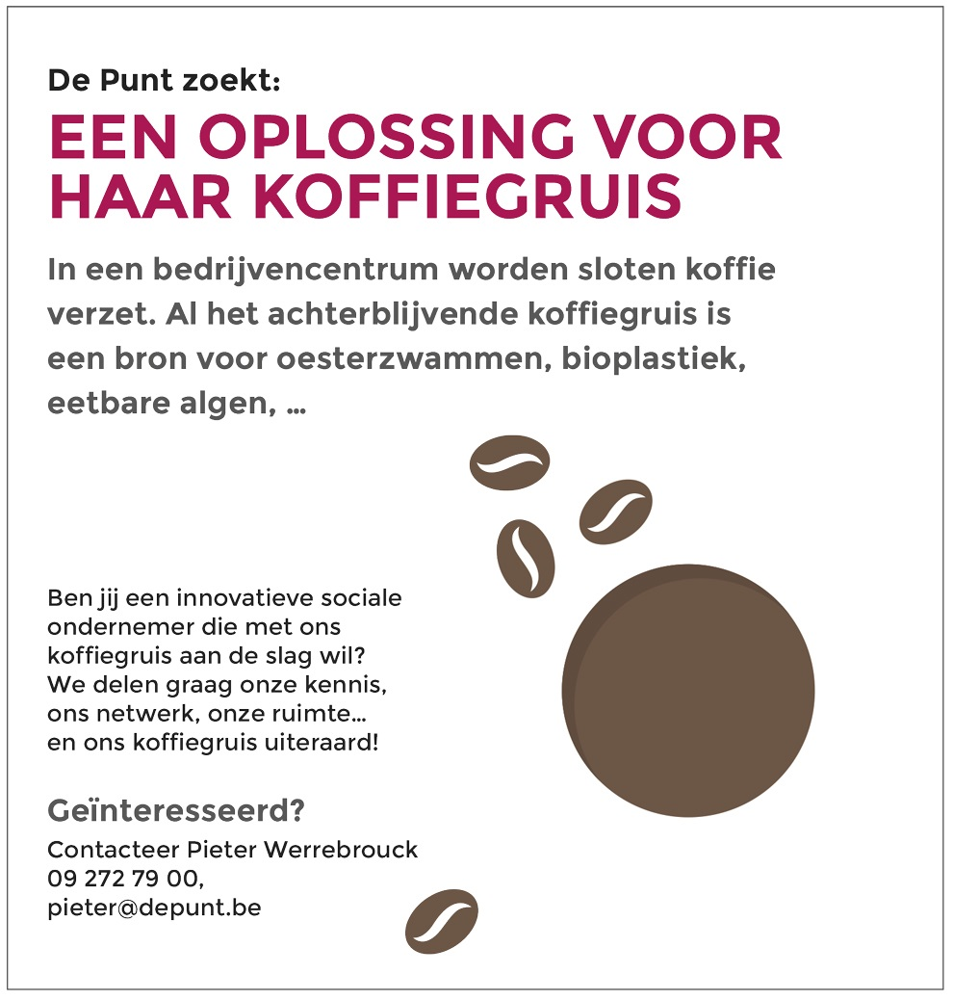 De Punt zoekt:
EEN OPLOSSING VOOR
HAAR KOFFIEGRUIS
In een bedrijvencentrum worden sloten koffie
verzet. Al het achterblijvende koffiegruis is
een bron voor oesterzwammen, bioplastiek,
eetbare algen, ...
Ben jij een innovatieve sociale
ondernemer die met ons
koffiegruis aan de slag wil?
We delen graag onze kennis,
ons netwerk, onze ruimte...
en ons koffiegruis uiteraard!
Geïnteresseerd?
Contacteer Pieter Werrebrouck
09 272 79 00,
pieter@depunt.be